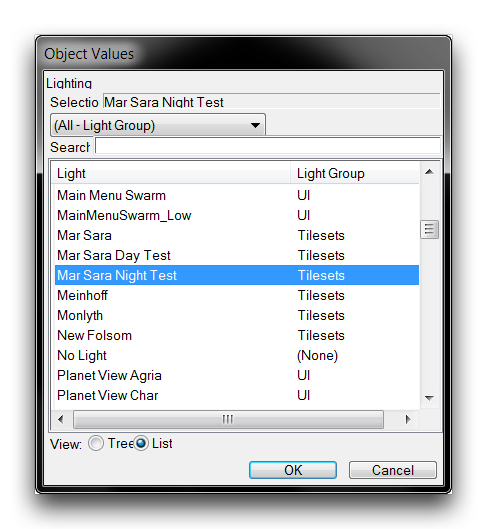 Object Values
Lighting
Selectio Mar Sara Night Test
(All - Light Group)
Search
Light Light Group
Main Menu Swarm UI
MainMenuSwarm_Low UI
Mar Sara Tilesets
Mar Sara Day Test Tilesets
Mar Sara Night Test Tilesets
Meinhoff Tilesets
Monlyth Tilesets
New Folsom Tilesets
No Light (None)
Planet View Agria UI
Planet View Char UI
View: Tree List
OK Cancel